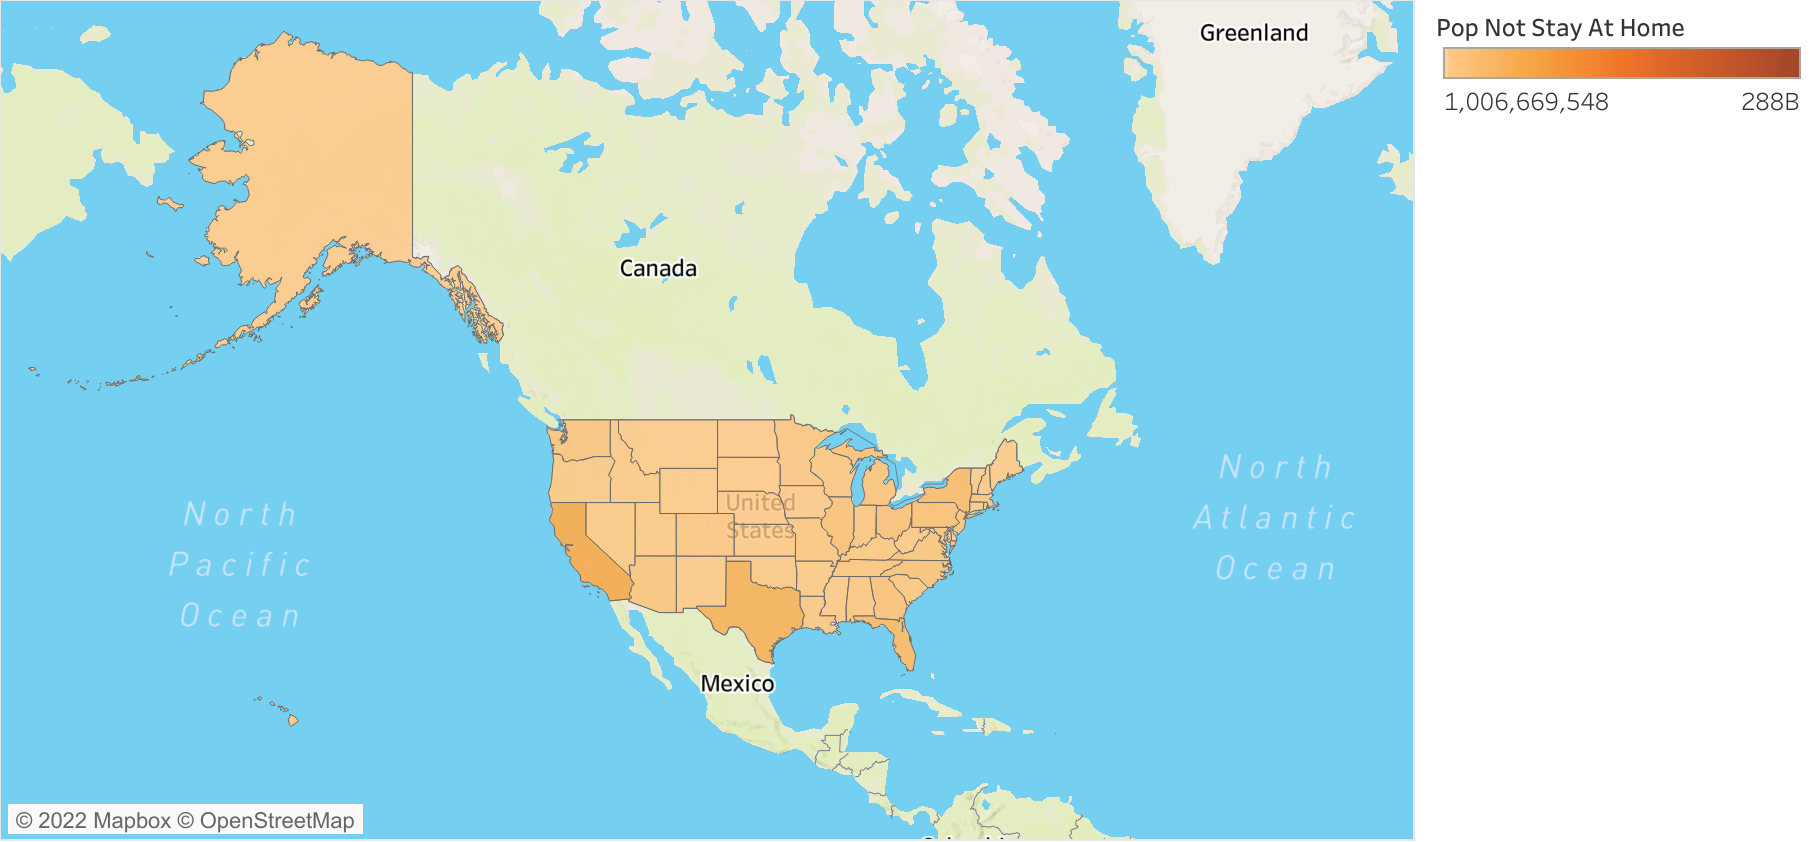 Greenland
Pop Not Stay At Home
1,006,669,548
288B
Canada
North
Pacific
Ocean
United
States
North
Atlantic
Ocean
Mexico
© 2022 Mapbox © OpenStreetMap